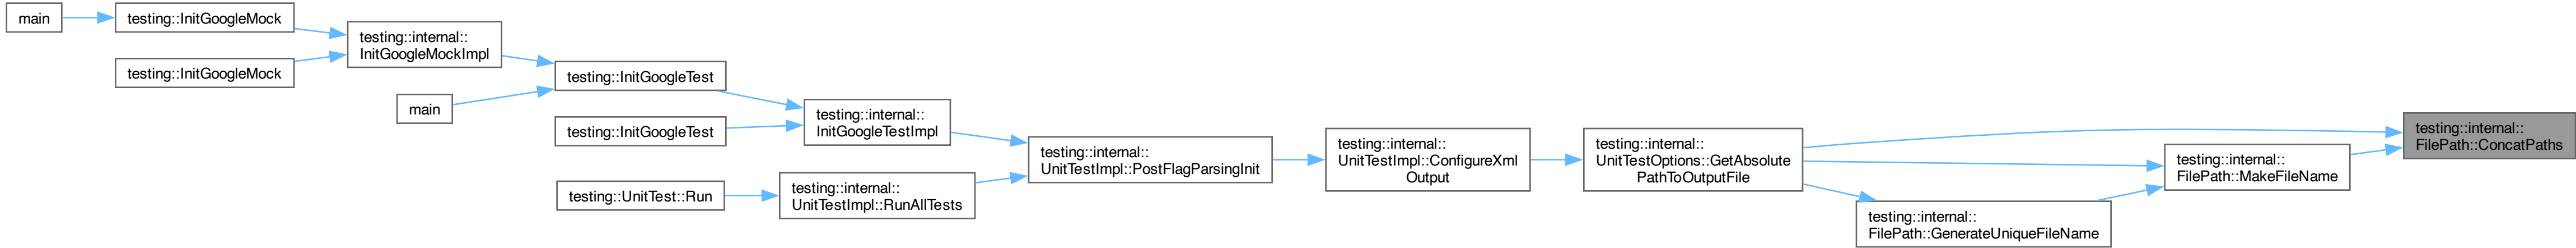 main
testing::InitGoogleMock
testing::InitGoogleMock
testing::internal::
InitGoogleMockImpl
main
testing::InitGoogleTest
testing::InitGoogleTest
testing::UnitTest::Run
testing::internal::
InitGoogleTestImpl
testing::internal::
UnitTestImpl::RunAllTests
testing::internal::
UnitTestImpl::PostFlagParsingInit
testing::internal::
UnitTestImpl::ConfigureXml
Output
testing::internal::
UnitTestOptions::GetAbsolute
PathToOutputFile
testing::internal::
FilePath::GenerateUniqueFileName
testing::internal::
FilePath::MakeFileName
testing::internal::
FilePath::ConcatPaths